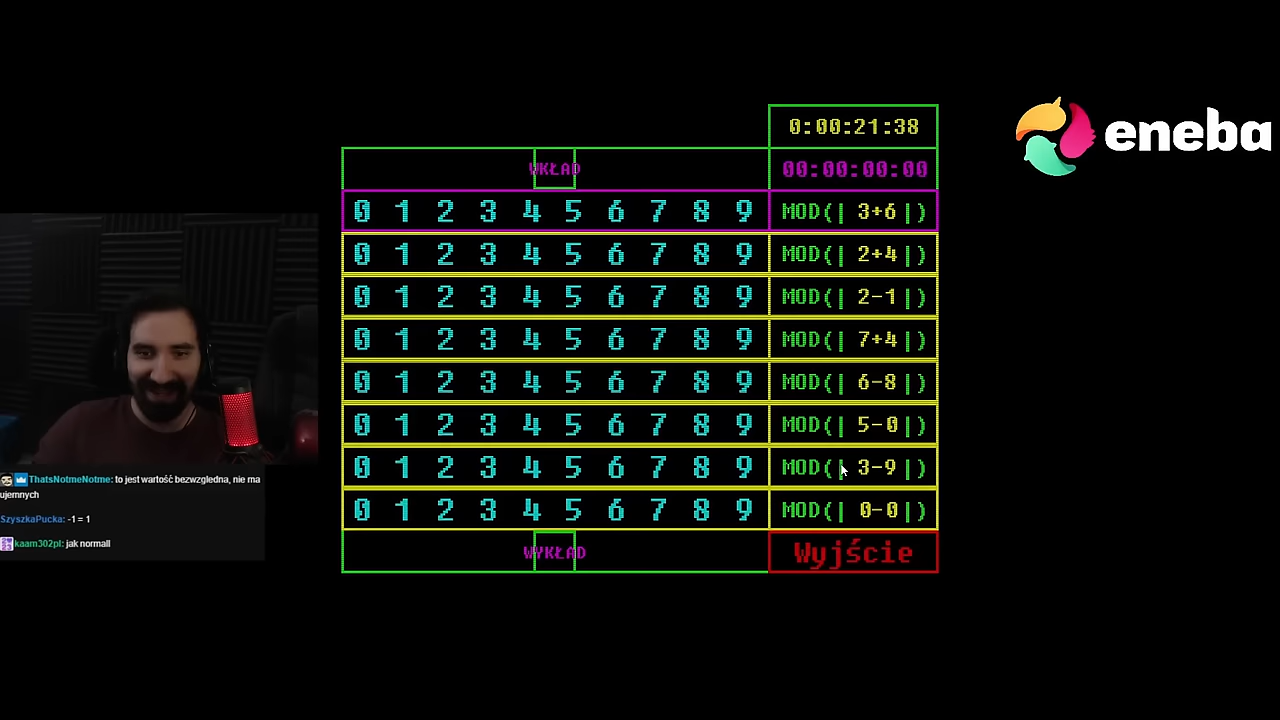 eneba
0:00:21:38
WKŁAD 00:00:00:00
0 1 2 3 4 5 6 7 8 9 MOD(| 3+6 |)
0 1 2 3 4 5 6 7 8 9 MOD(| 2+4 |)
0 1 2 3 4 5 6 7 8 9 MOD(| 2-1 |)
0 1 2 3 4 5 6 7 8 9 MOD(| 7+4 |)
0 1 2 3 4 5 6 7 8 9 MOD(| 6-8 |)
0 1 2 3 4 5 6 7 8 9 MOD(| 5-0 |)
0 1 2 3 4 5 6 7 8 9 MOD(| 3-9 |)
0 1 2 3 4 5 6 7 8 9 MOD(| 0-0 |)
WYKŁAD Wyjście
ThatsNotmeNotme: to jest wartość bezwzgledna, nie ma
ujemnych
SzyszkaPucka: -1 = 1
kaam302pl: jak normall